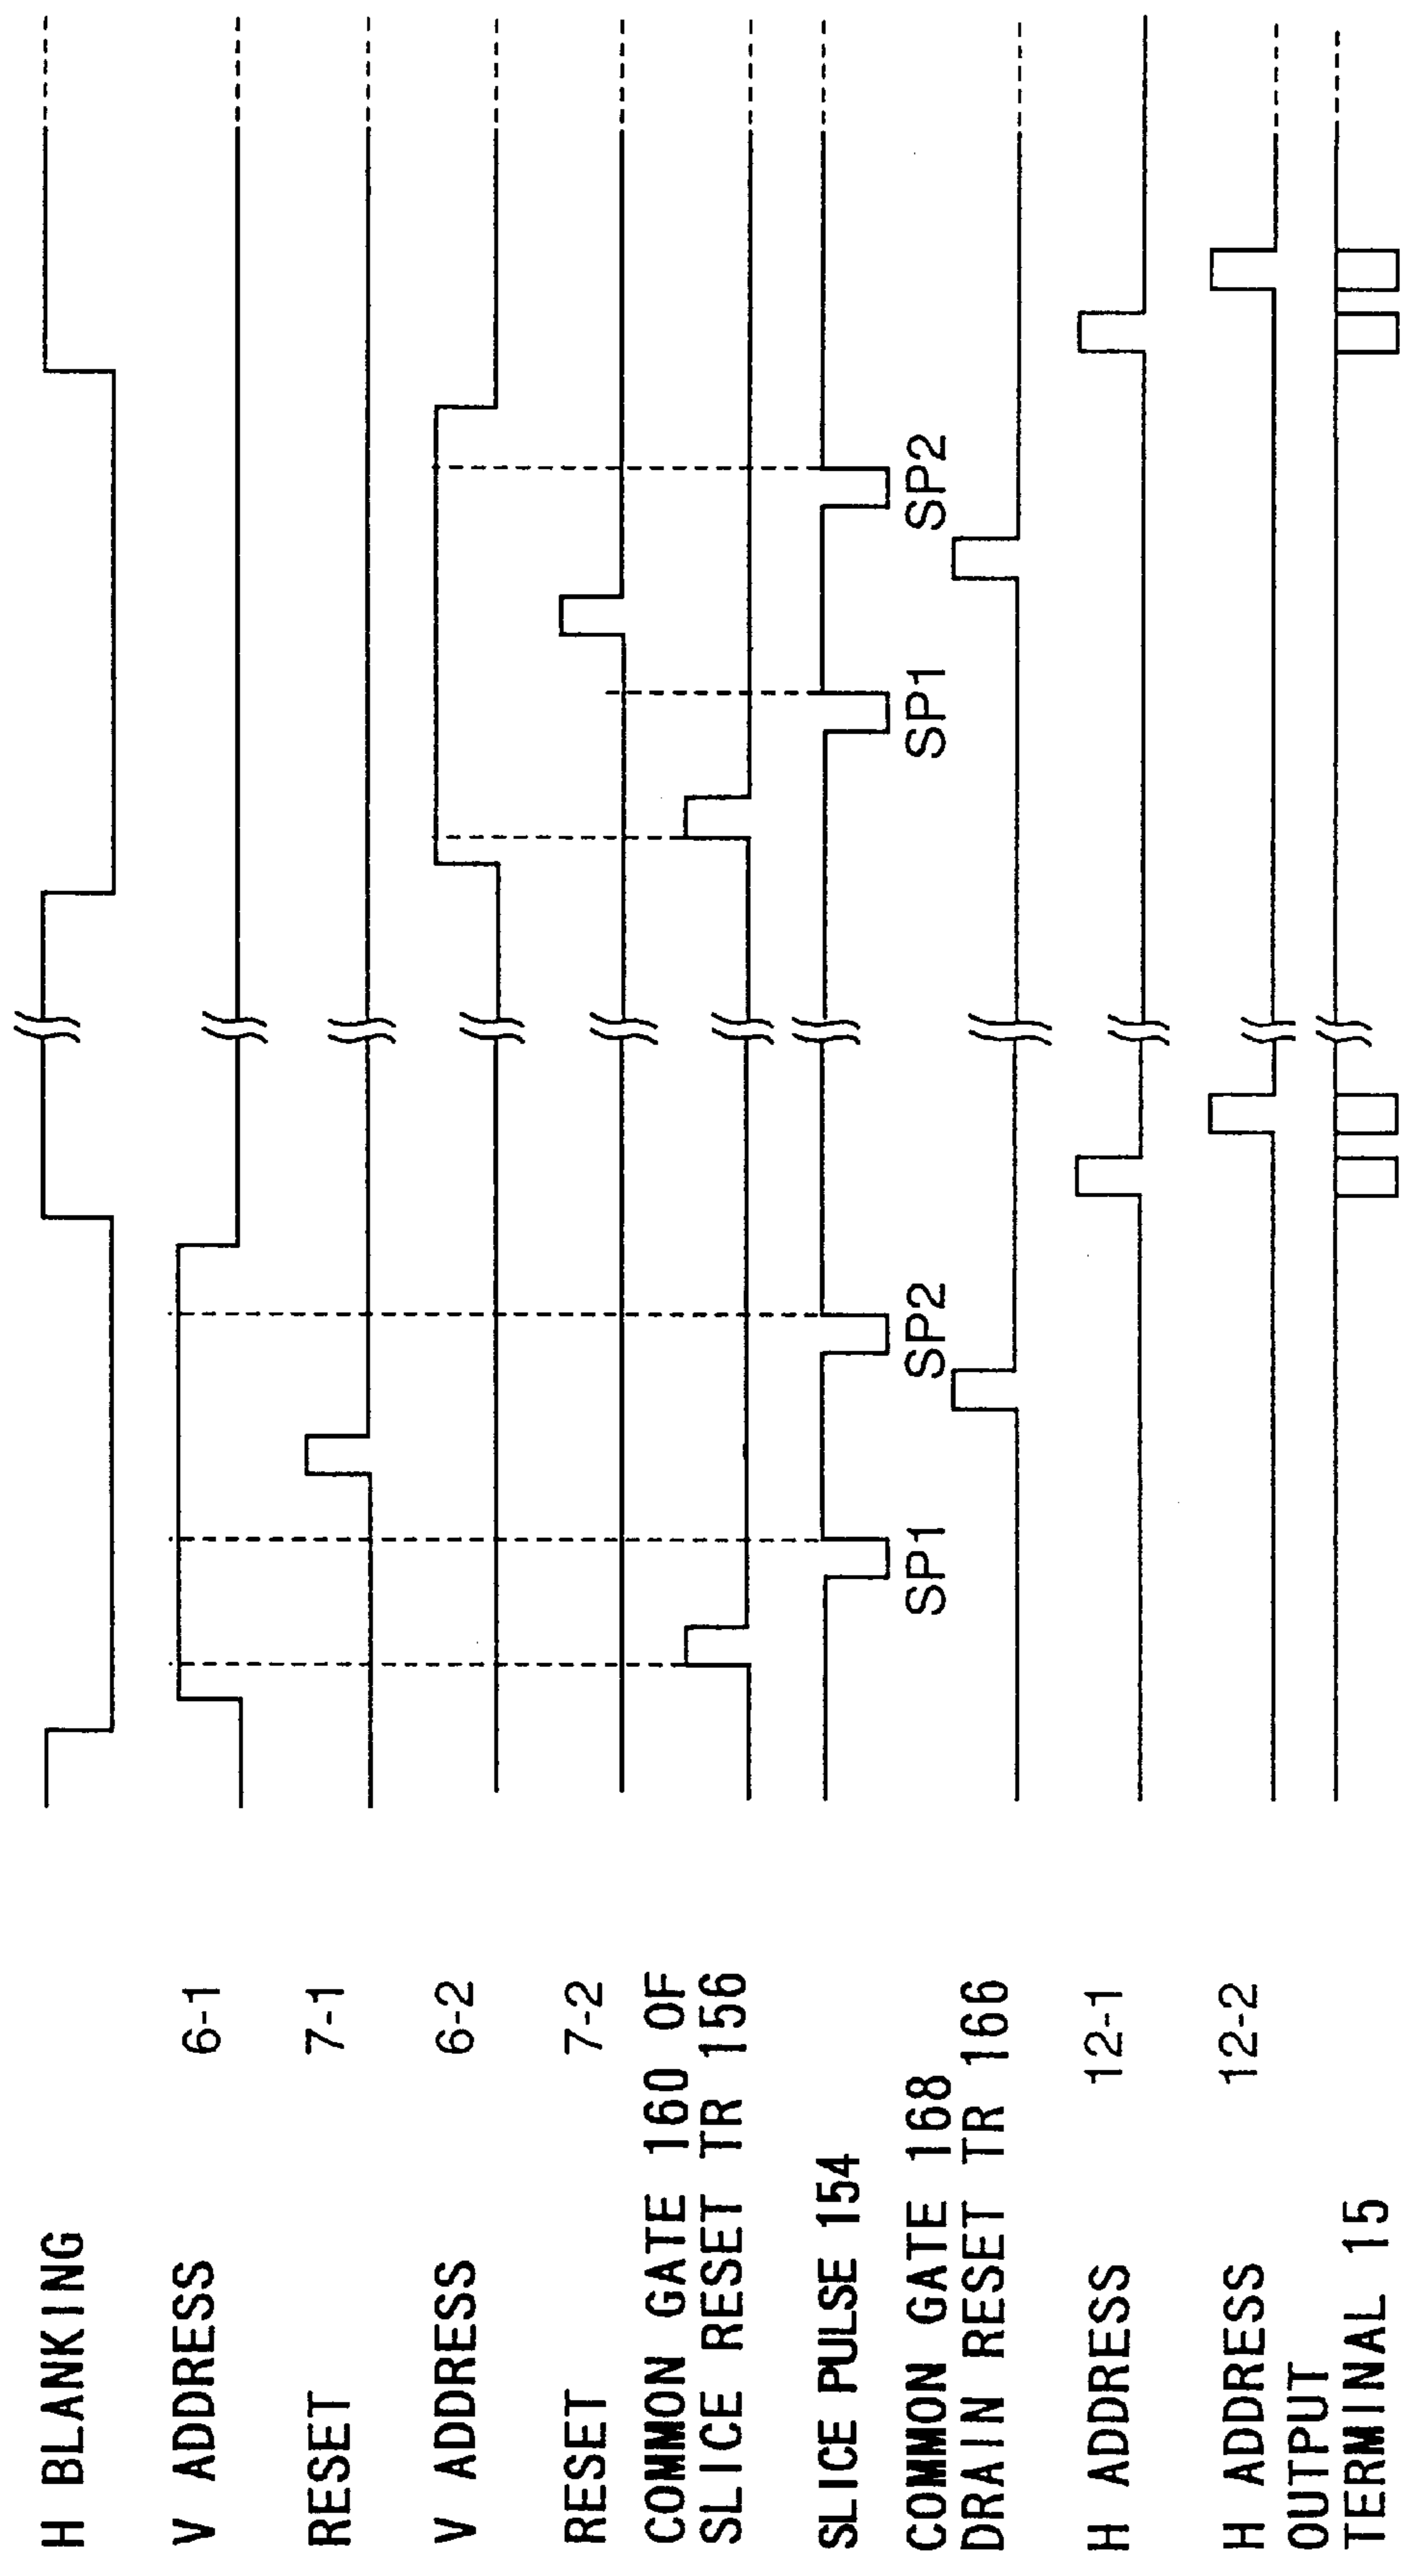 H BLANKING
V ADDRESS 6-1
RESET 7-1
V ADDRESS 6-2
RESET 7-2
COMMON GATE 160 OF
SLICE RESET TR 156
SLICE PULSE 154
SP1 SP2 SP1 SP2
COMMON GATE 168
DRAIN RESET TR 166
H ADDRESS 12-1
H ADDRESS 12-2
OUTPUT
TERMINAL 15